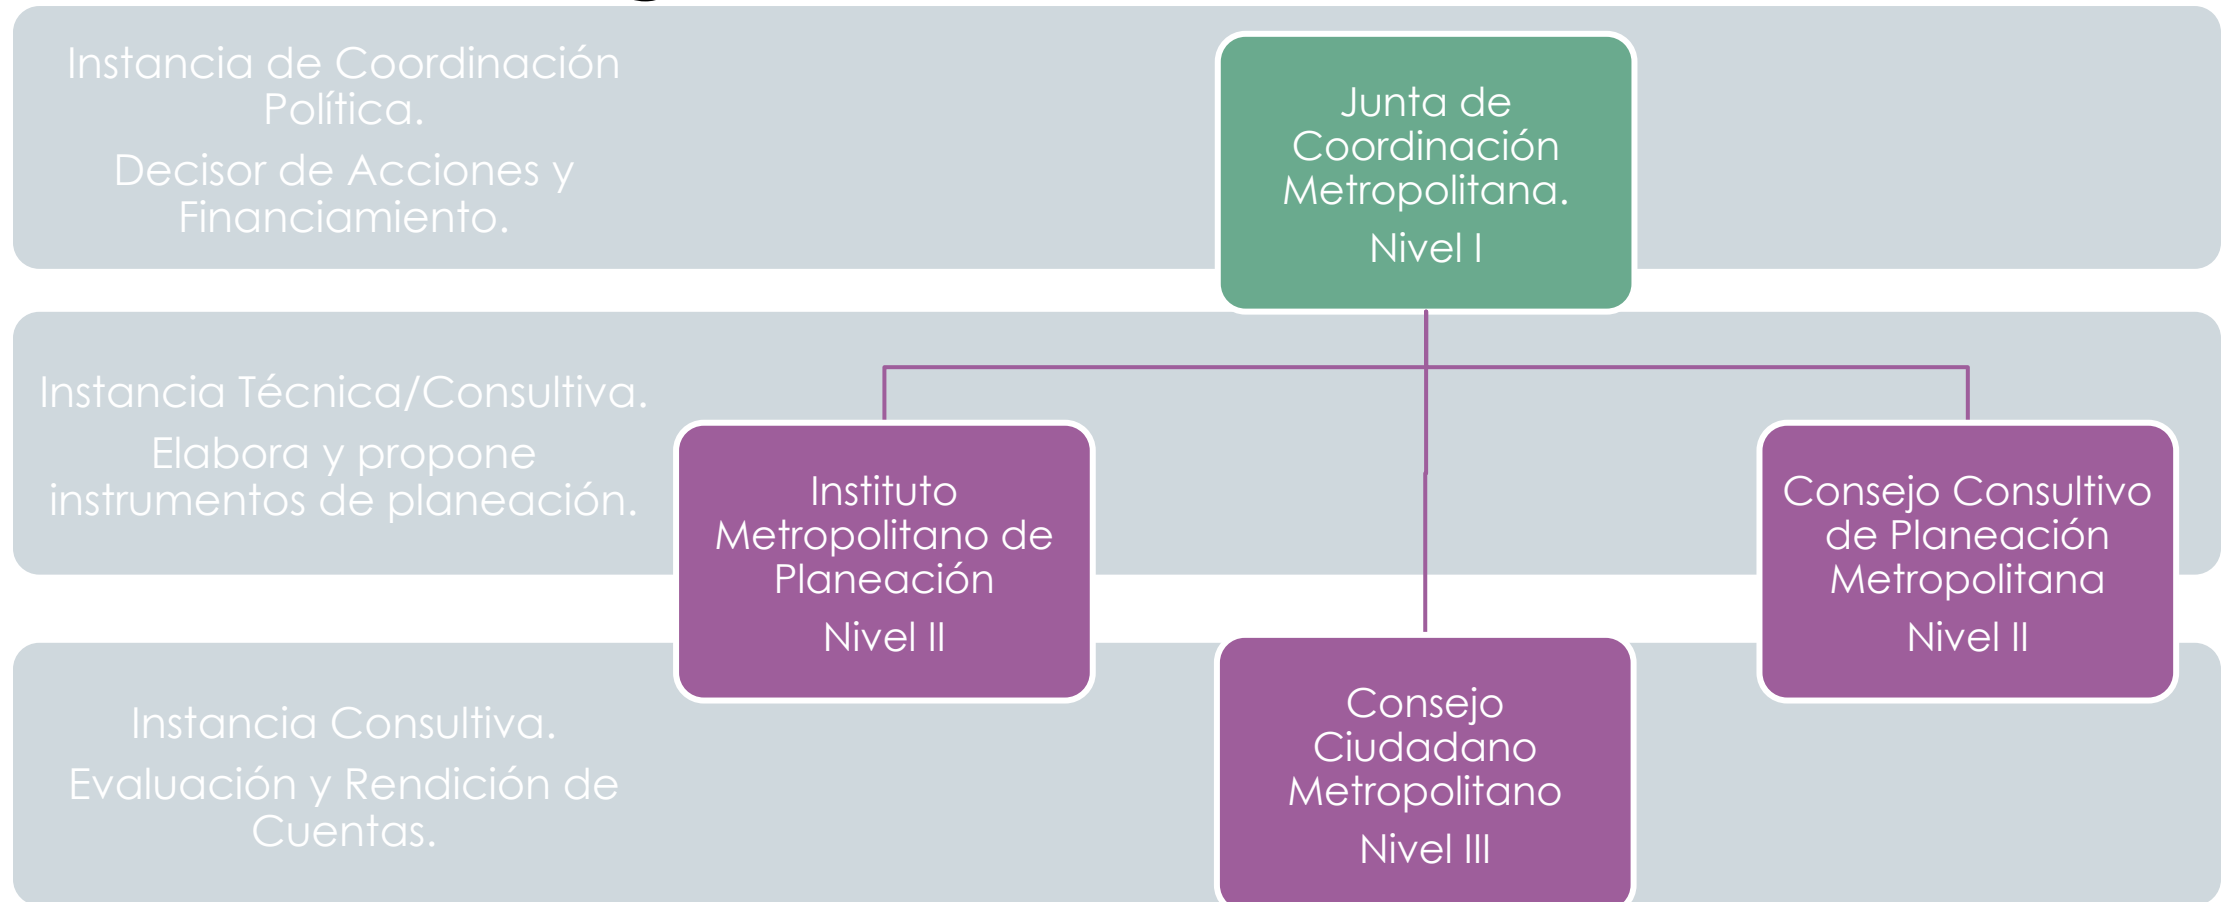 Instancia de Coordinación
Política.
Decisor de Acciones y
Financiamiento.
Junta de
Coordinación
Metropolitana.
Nivel I
Instancia Técnica/Consultiva.
Elabora y propone
instrumentos de planeación.
Instituto
Metropolitano de
Planeación
Nivel II
Consejo Consultivo
de Planeación
Metropolitana
Nivel II
Instancia Consultiva.
Evaluación y Rendición de
Cuentas.
Consejo
Ciudadano
Metropolitano
Nivel III